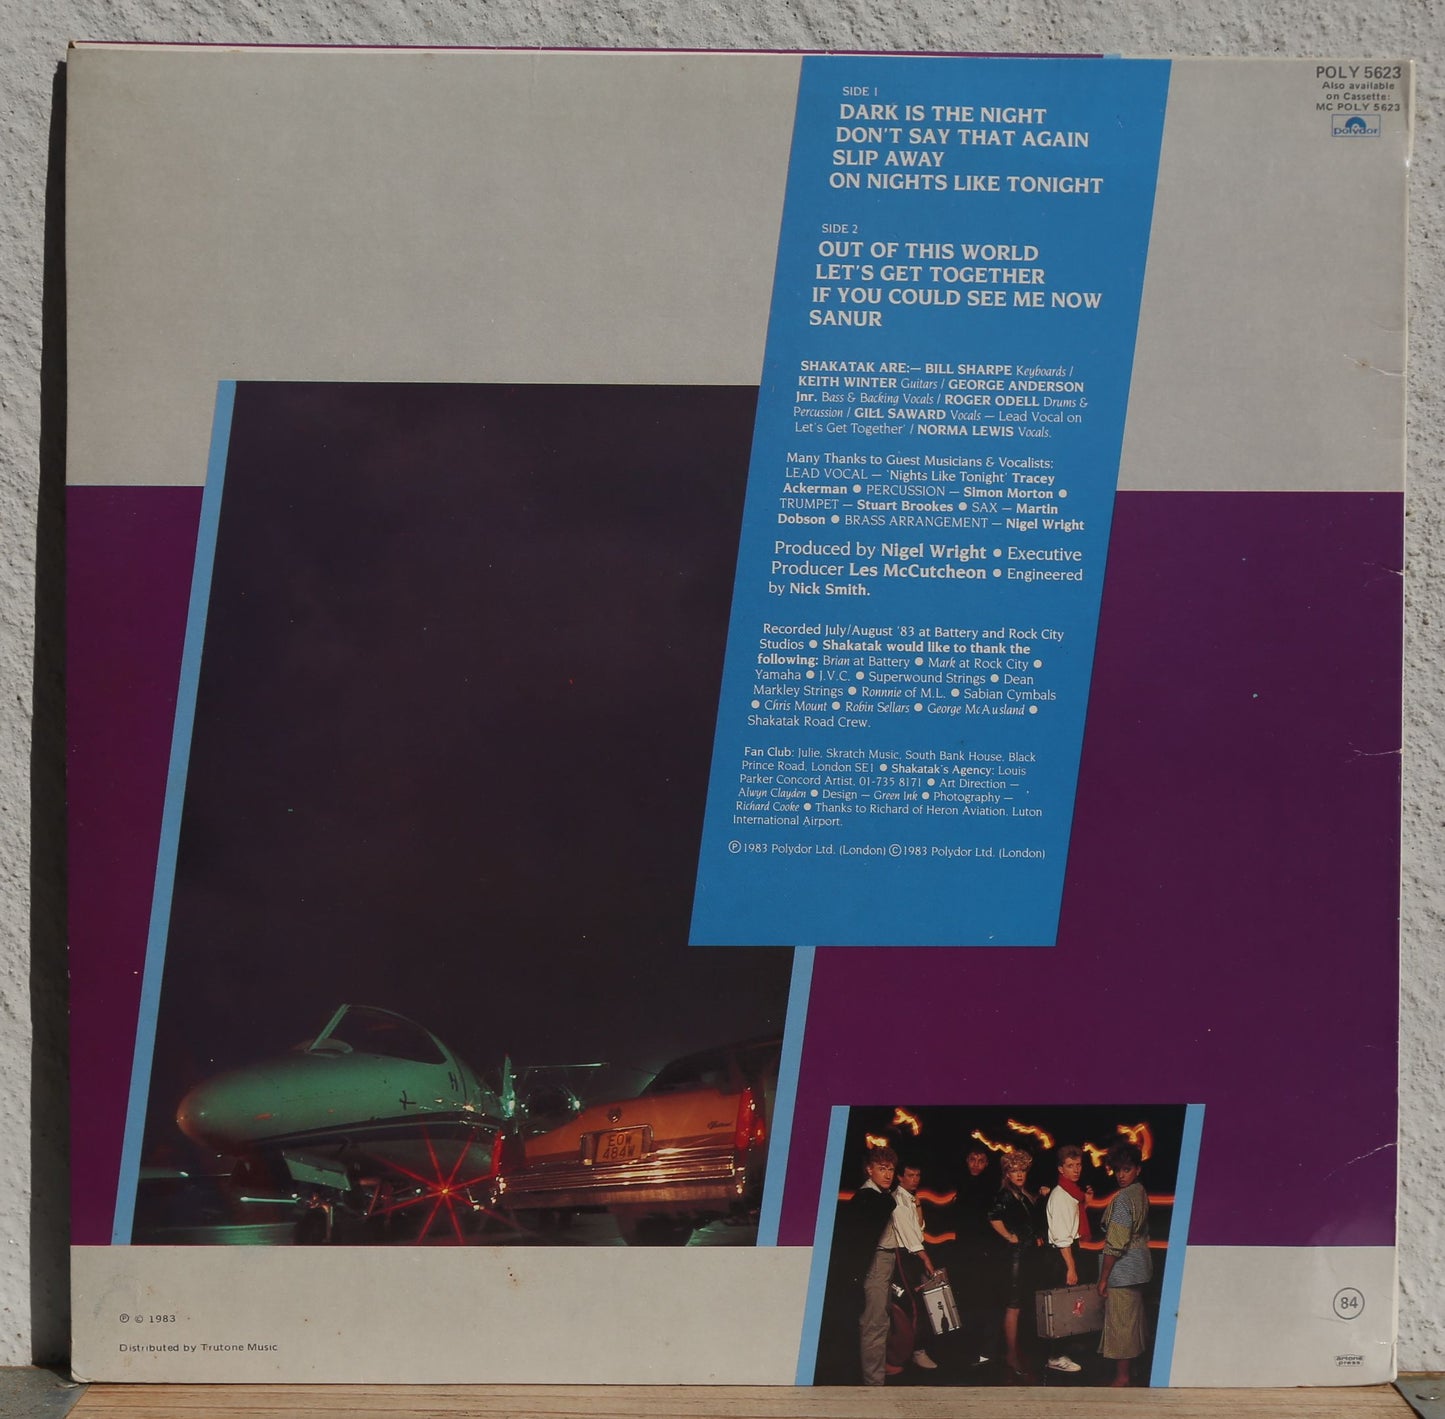 POLY 5623
Also available
on Cassette:
MC POLY 5623
polydor
SIDE 1
DARK IS THE NIGHT
DON'T SAY THAT AGAIN
SLIP AWAY
ON NIGHTS LIKE TONIGHT
SIDE 2
OUT OF THIS WORLD
LET'S GET TOGETHER
IF YOU COULD SEE ME NOW
SANUR
SHAKATAK ARE:— BILL SHARPE Keyboards /
KEITH WINTER Guitars / GEORGE ANDERSON
Jnr. Bass & Backing Vocals / ROGER ODELL Drums &
Percussion / GILL SAWARD Vocals — Lead Vocal on
Let's Get Together' / NORMA LEWIS Vocals.
Many Thanks to Guest Musicians & Vocalists:
LEAD VOCAL — 'Nights Like Tonight' Tracey
Ackerman ● PERCUSSION — Simon Morton ●
TRUMPET — Stuart Brookes ● SAX — Martin
Dobson ● BRASS ARRANGEMENT — Nigel Wright
Produced by Nigel Wright ● Executive
Producer Les McCutcheon ● Engineered
by Nick Smith.
Recorded July/August '83 at Battery and Rock City
Studios ● Shakatak would like to thank the
following: Brian at Battery ● Mark at Rock City ●
Yamaha ● J.V.C. ● Superwound Strings ● Dean
Markley Strings ● Ronnnie of M.L. ● Sabian Cymbals
● Chris Mount ● Robin Sellars ● George McAusland ●
Shakatak Road Crew.
Fan Club: Julie, Skratch Music, South Bank House, Black
Prince Road, London SE1 ● Shakatak's Agency: Louis
Parker Concord Artist, 01-735 8171 ● Art Direction —
Alwyn Clayden ● Design — Green Ink ● Photography —
Richard Cooke ● Thanks to Richard of Heron Aviation, Luton
International Airport.
Ⓟ1983 Polydor Ltd. (London) ©1983 Polydor Ltd. (London)
EOW
484W
Ⓟ © 1983
Distributed by Trutone Music
84
artone
press